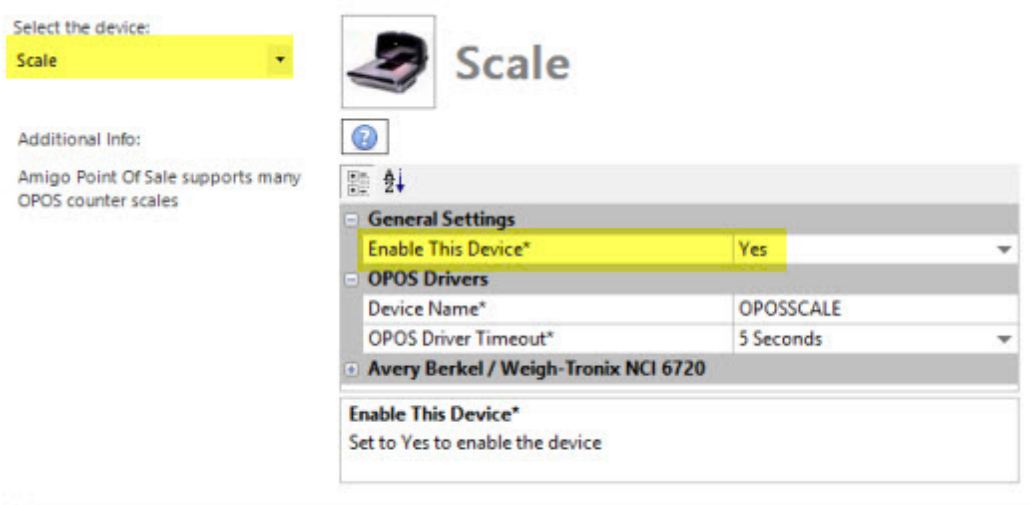 Select the device:
Scale
Additional Info:
Amigo Point Of Sale supports many
OPOS counter scales
Scale
General Settings
Enable This Device* Yes
OPOS Drivers
Device Name* OPOSSCALE
OPOS Driver Timeout* 5 Seconds
Avery Berkel / Weigh-Tronix NCI 6720
Enable This Device*
Set to Yes to enable the device